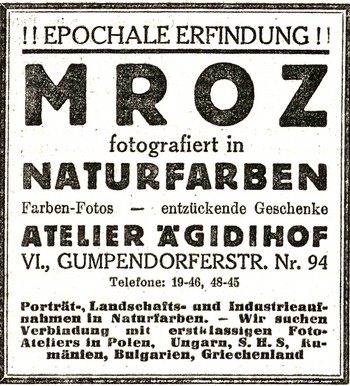 !! EPOCHALE ERFINDUNG !!
MROZ
fotografiert in
NATURFARBEN
Farben-Fotos — entzückende Geschenke
ATELIER ÄGIDIHOF
VI., GUMPENDORFERSTR. Nr. 94
Telefone: 19-46, 48-45
Porträt-, Landschafts- und Industrieauf-
nahmen in Naturfarben. — Wir suchen
Verbindung mit erstklassigen Foto-
Ateliers in Polen, Ungarn, S. H. S., Ru-
mänien, Bulgarien, Griechenland